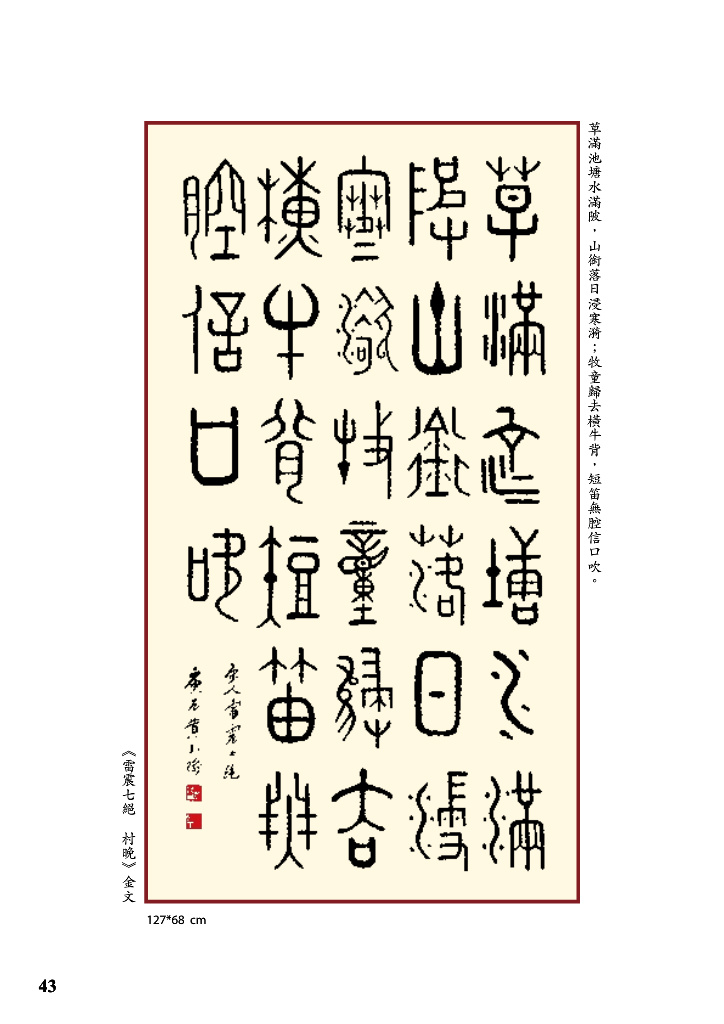 草滿池塘水滿陂，山銜落日浸寒漪；牧童歸去橫牛背，短笛無腔信口吹。
草滿池塘水滿
陂山銜落日浸
寒漪牧童歸去
橫牛背短笛無
腔信口吹
宋人雷震七絕
《雷震七絕 村晚》金文
127*68 cm
43